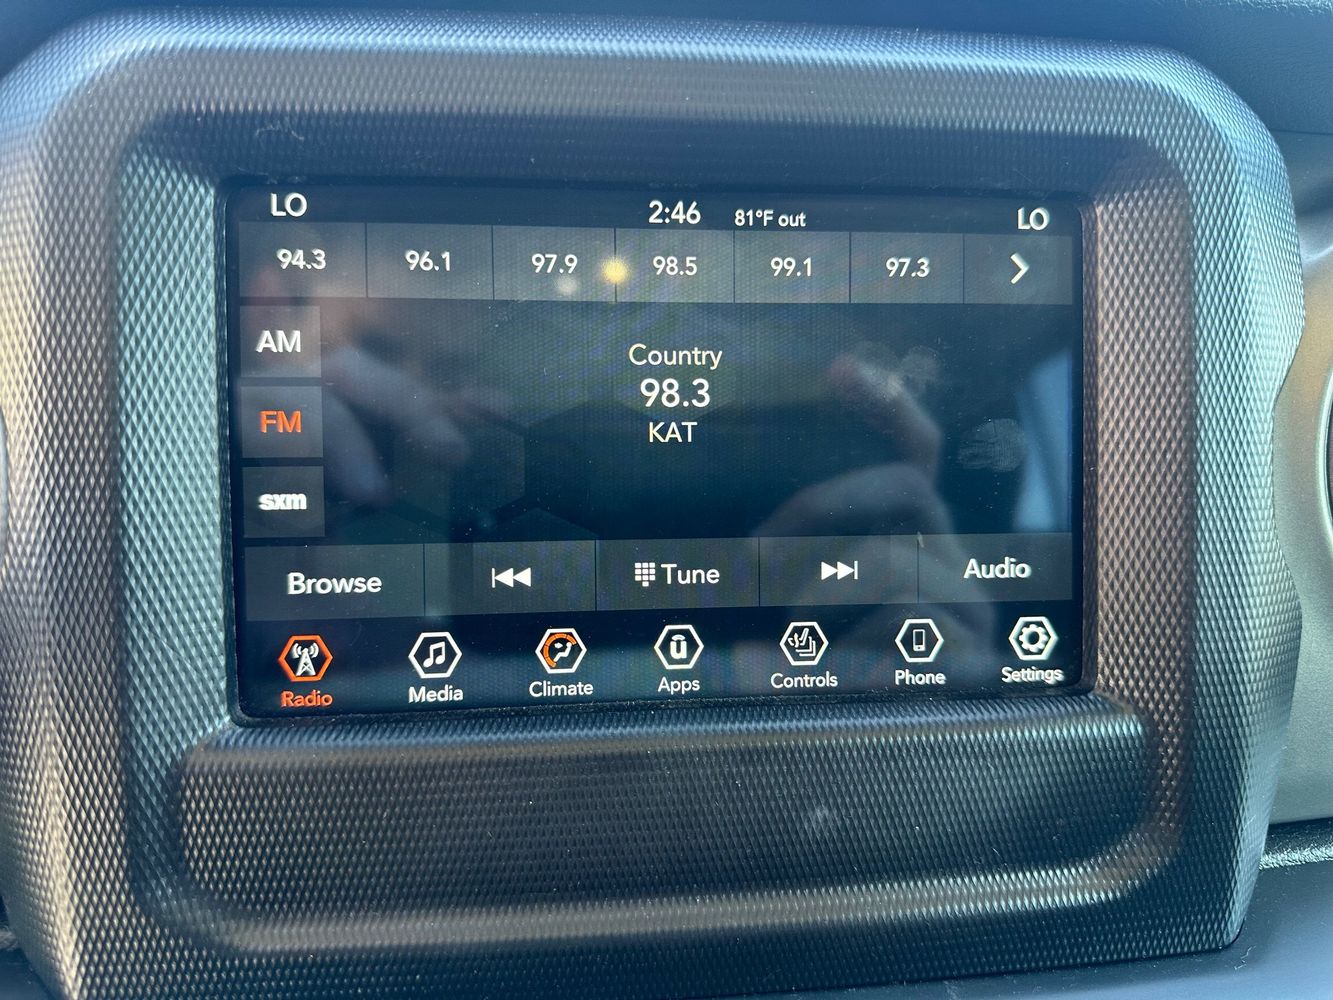 LO 2:46 81°F out LO
94.3 96.1 97.9 98.5 99.1 97.3
AM
FM
sxm
Country
98.3
KAT
Browse Tune Audio
Radio Media Climate Apps Controls Phone Settings